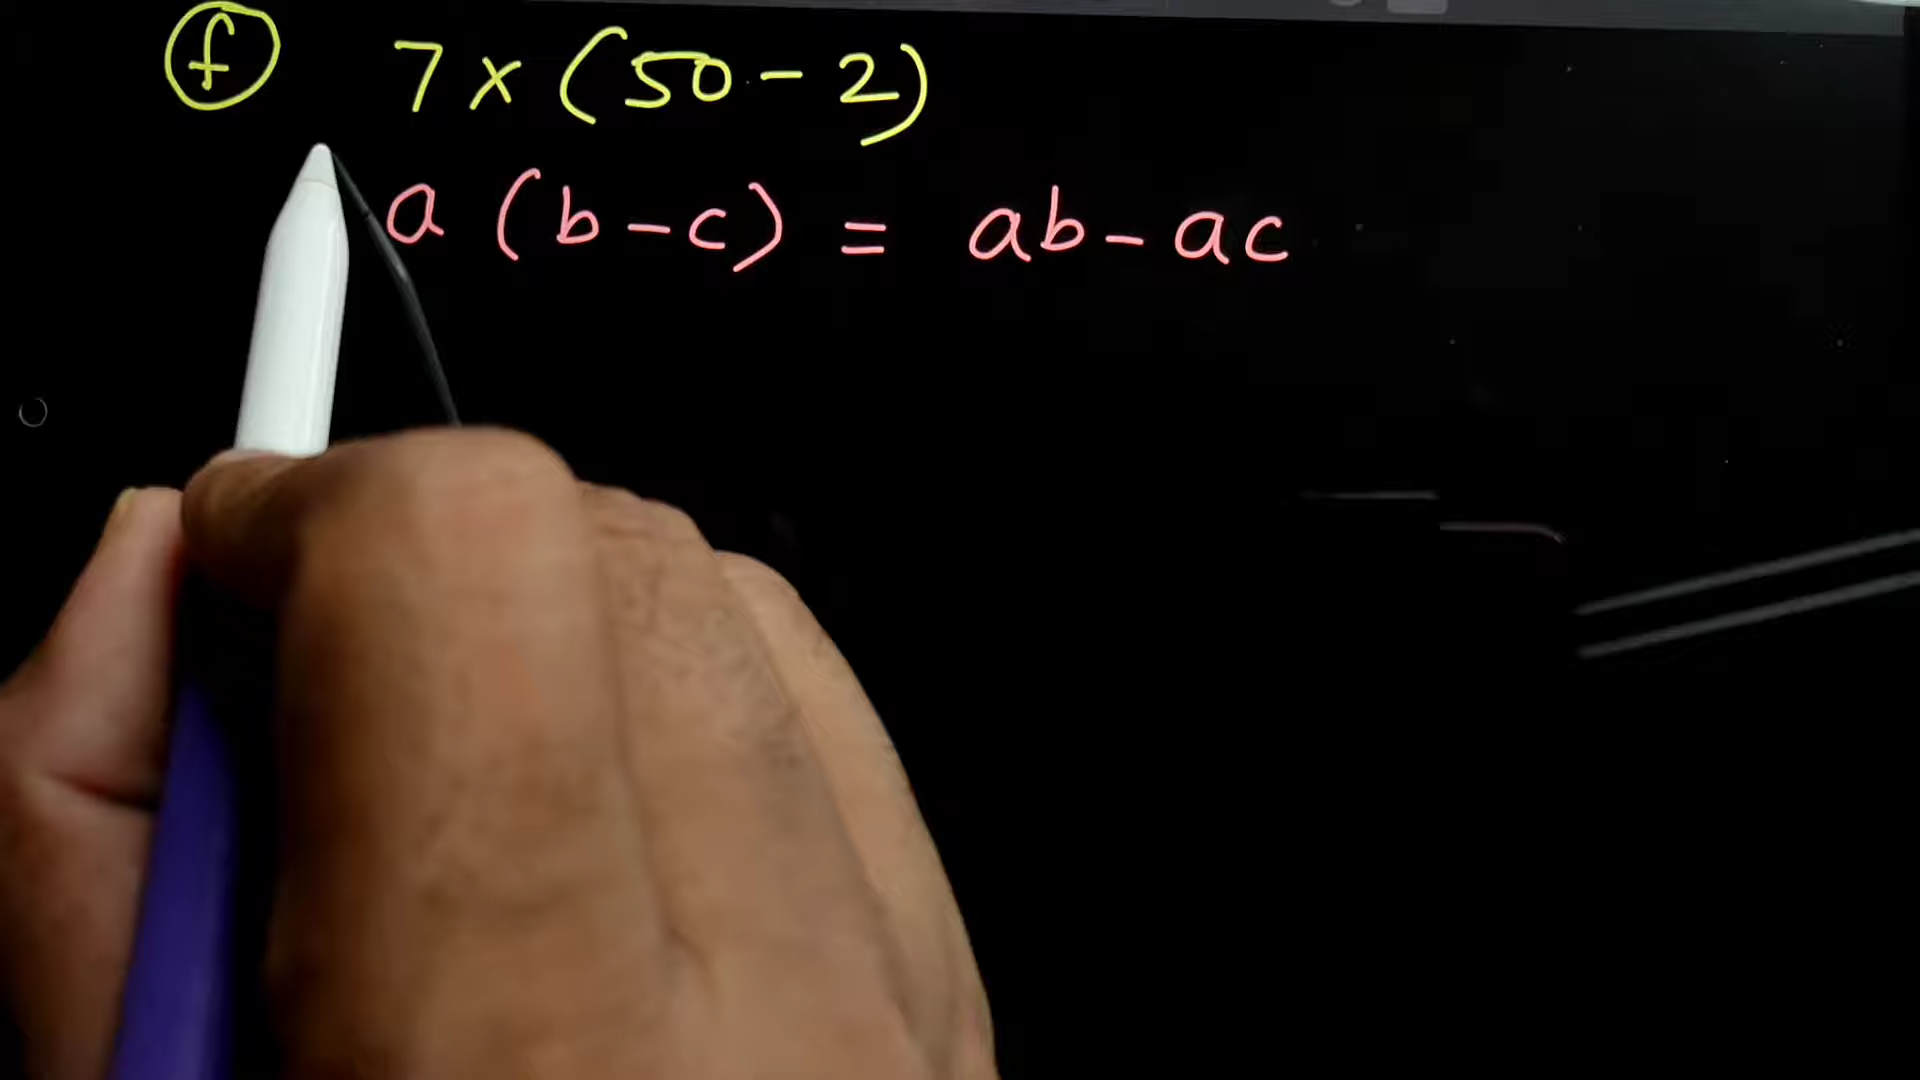 f 7 x (50 - 2)
a (b - c) = ab - ac